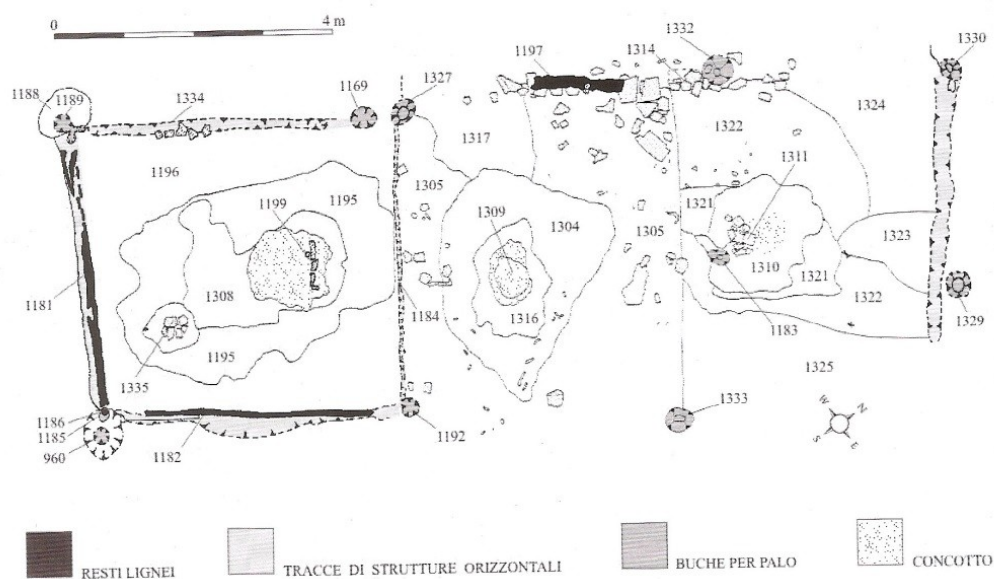 0 4 m
1332
1330
1197 1314
1188 1189 1334 1169 1327 1324
1317 1322
1196 1311
1305
1199 1195 1309 1304 1321
1305 1323
1308 1310 1321
1181 1316 1322
1184
1195 1183 1329
1335 1325
1333 W N
1186
1185 1192 S E
960 1182
RESTI LIGNEI TRACCE DI STRUTTURE ORIZZONTALI BUCHE PER PALO CONCOTTO